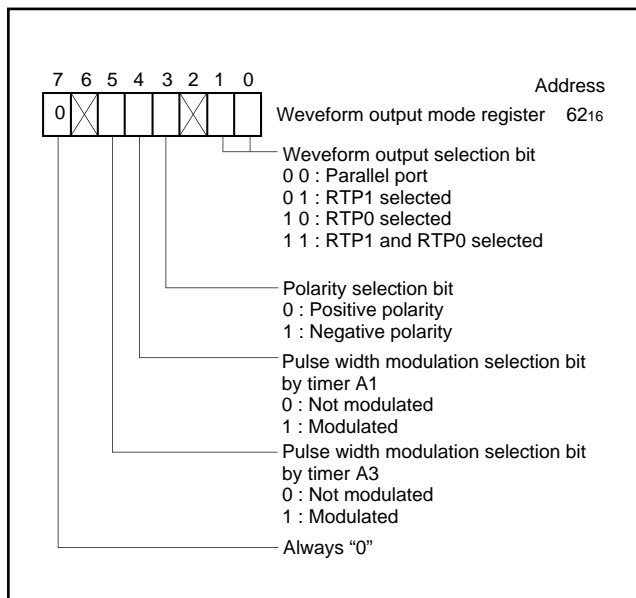 7 6 5 4 3 2 1 0
Address
0 Weveform output mode register 6216
Weveform output selection bit
0 0 : Parallel port
0 1 : RTP1 selected
1 0 : RTP0 selected
1 1 : RTP1 and RTP0 selected
Polarity selection bit
0 : Positive polarity
1 : Negative polarity
Pulse width modulation selection bit
by timer A1
0 : Not modulated
1 : Modulated
Pulse width modulation selection bit
by timer A3
0 : Not modulated
1 : Modulated
Always “0”